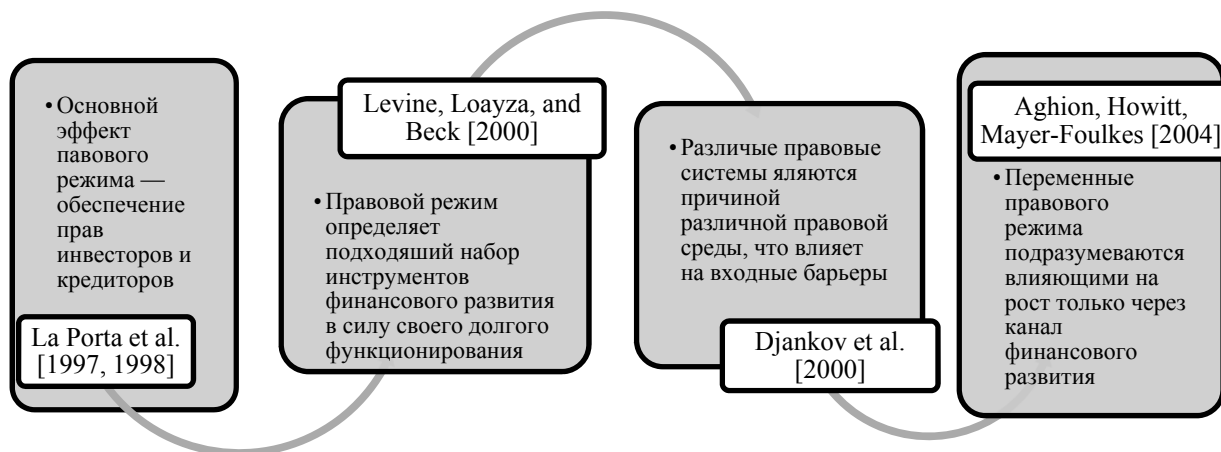 • Основной
эффект
павового
режима —
обеспечение
прав
инвесторов и
кредиторов
La Porta et al.
[1997, 1998]
Levine, Loayza, and
Beck [2000]
• Правовой режим
определяет
подходящий набор
инструментов
финансового развития
в силу своего долгого
функционирования
• Различые правовые
системы яляются
причиной
различной правовой
среды, что влияет
на входные барьеры
Djankov et al.
[2000]
Aghion, Howitt,
Mayer-Foulkes [2004]
• Переменные
правового
режима
подразумеваются
влияющими на
рост только через
канал
финансового
развития